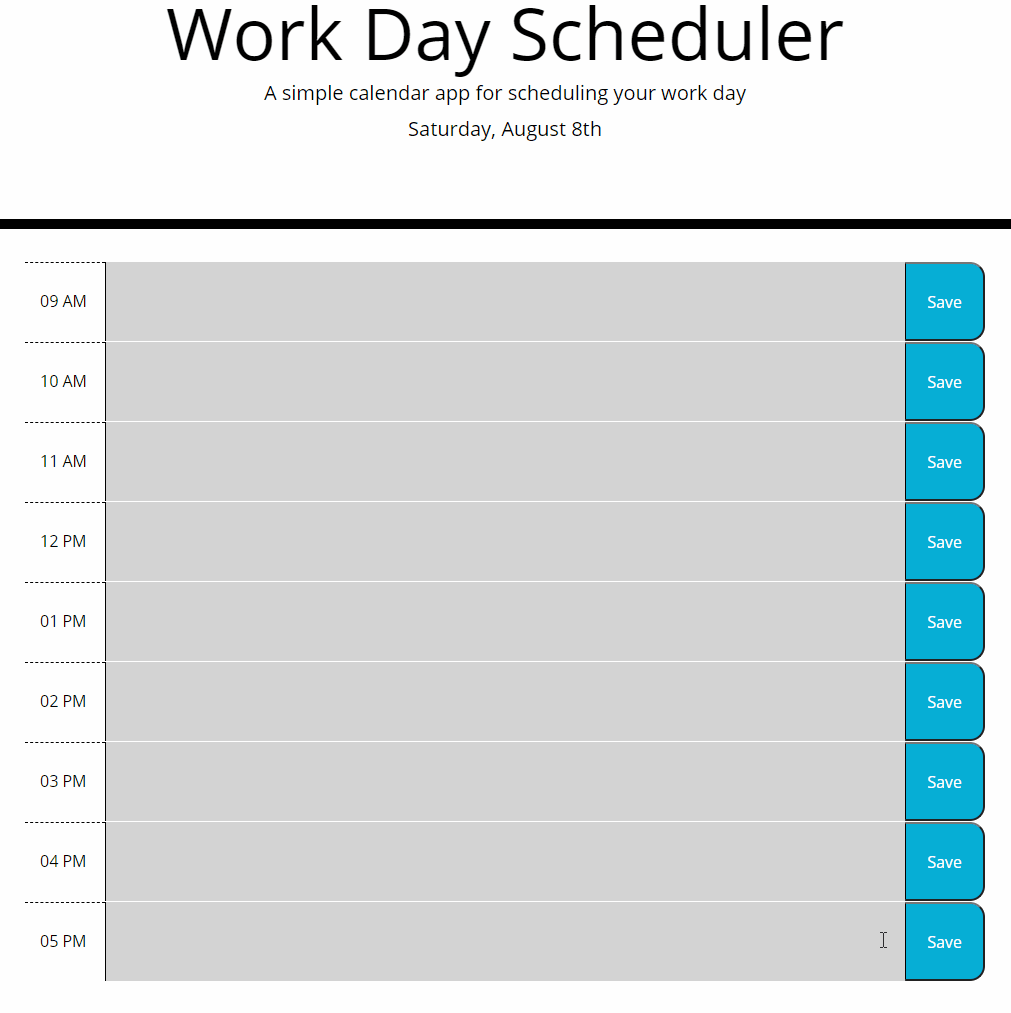 Work Day Scheduler
A simple calendar app for scheduling your work day
Saturday, August 8th
09 AM Save
10 AM Save
11 AM Save
12 PM Save
01 PM Save
02 PM Save
03 PM Save
04 PM Save
05 PM Save